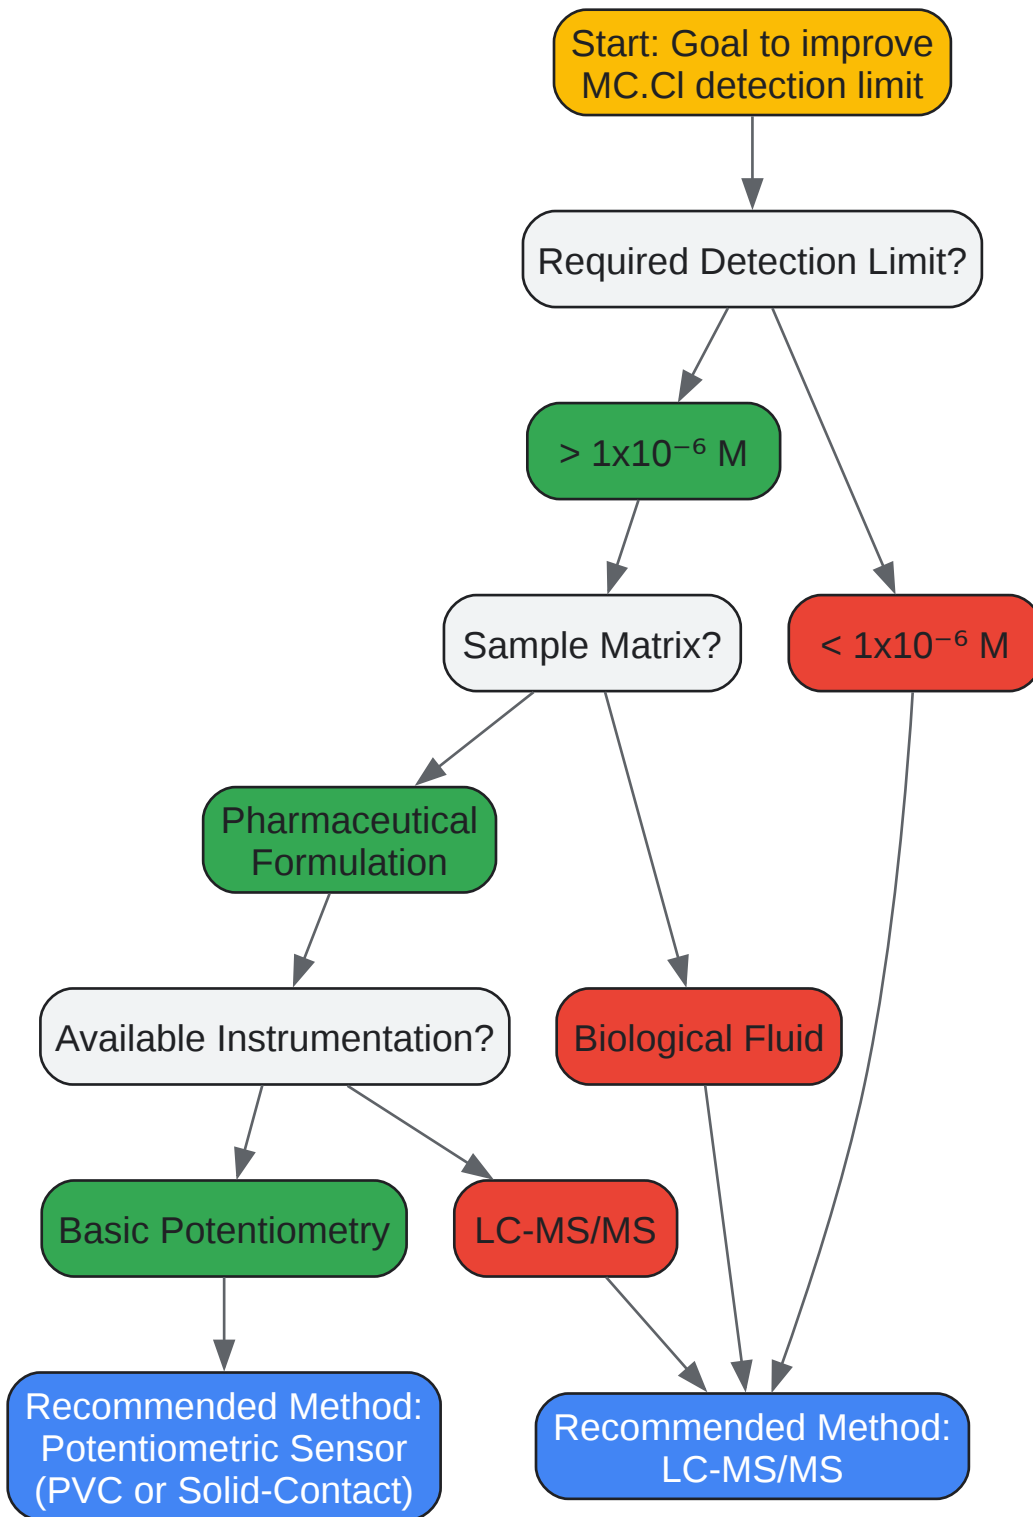 Start: Goal to improve
MC.Cl detection limit
Required Detection Limit?
> 1x10⁻⁶ M
Sample Matrix?
< 1x10⁻⁶ M
Pharmaceutical
Formulation
Available Instrumentation?
Biological Fluid
Basic Potentiometry
LC-MS/MS
Recommended Method:
Potentiometric Sensor
(PVC or Solid-Contact)
Recommended Method:
LC-MS/MS